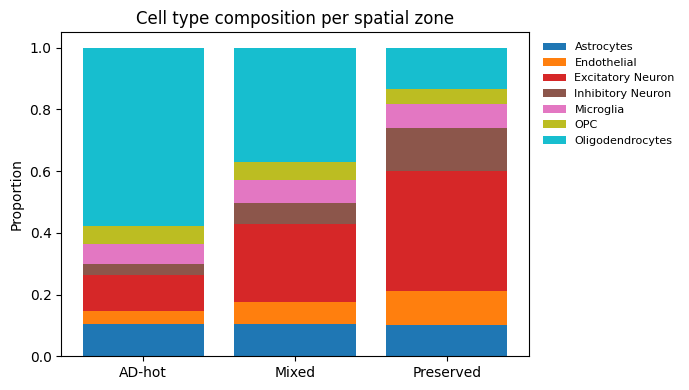 Cell type composition per spatial zone
Proportion
1.0
0.8
0.6
0.4
0.2
0.0
AD-hot
Mixed
Preserved
Astrocytes
Endothelial
Excitatory Neuron
Inhibitory Neuron
Microglia
OPC
Oligodendrocytes